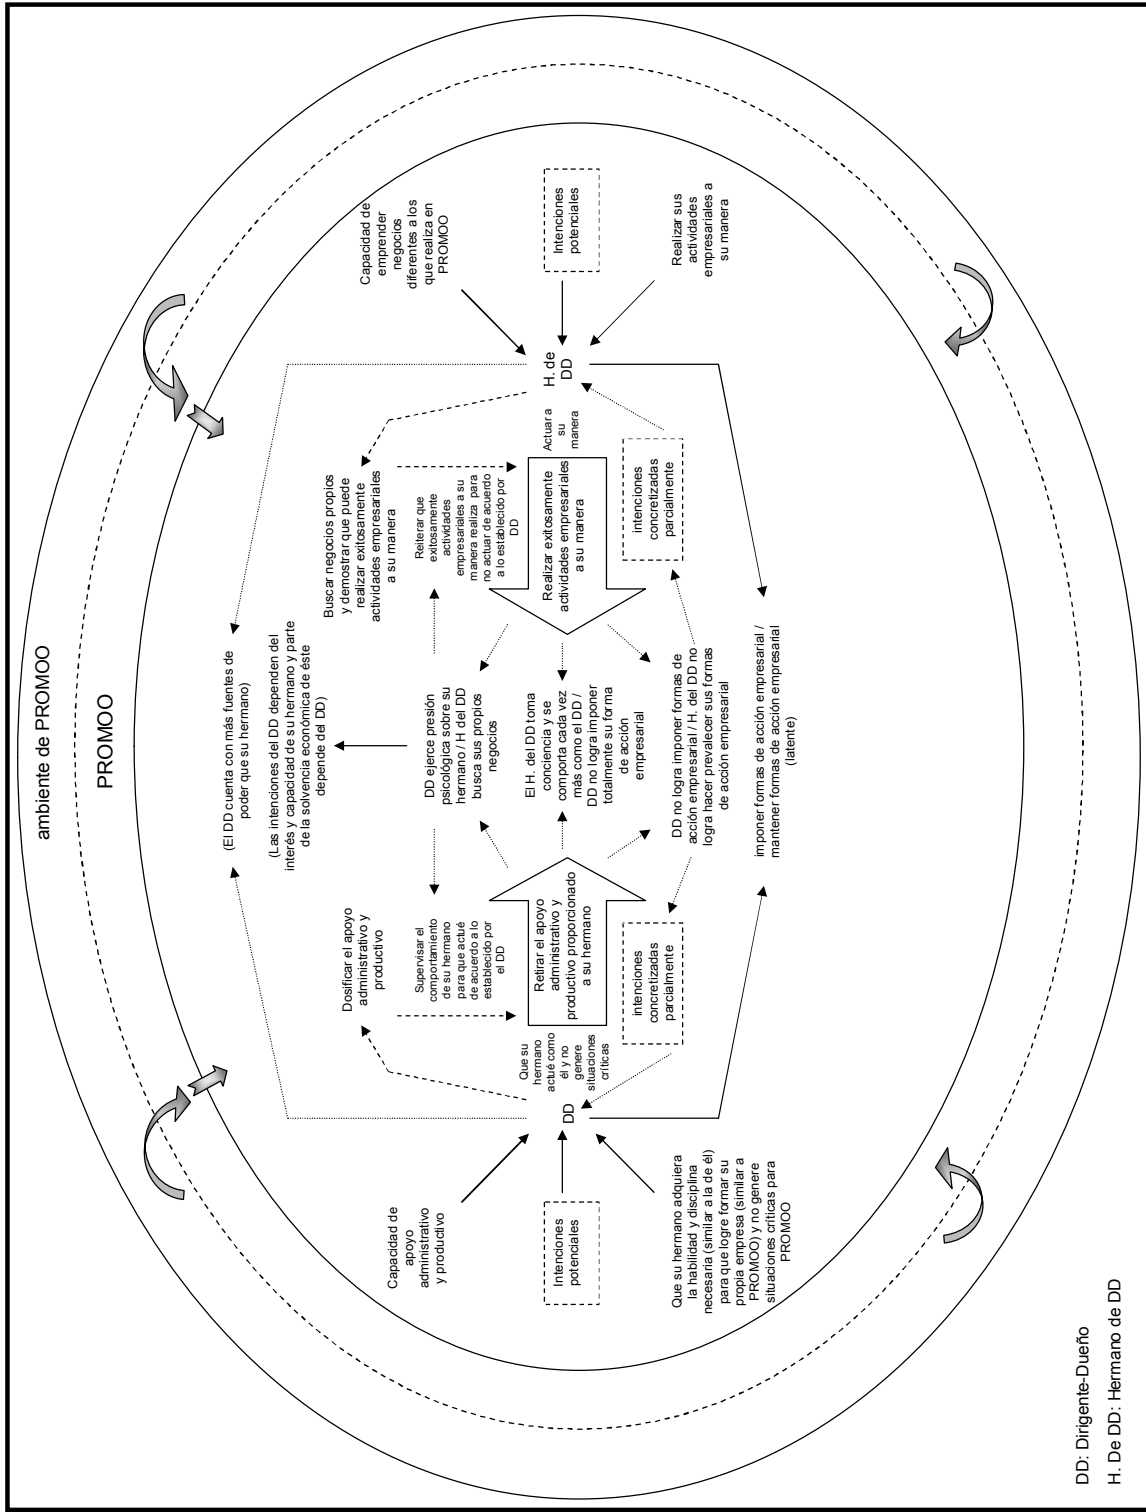 ambiente de PROMOO
PROMOO
(El DD cuenta con más fuentes de
poder que su hermano)
(Las intenciones del DD dependen del
interés y capacidad de su hermano y parte
de la solvencia económica de éste
depende del DD)
Dosificar el apoyo
administrativo y
productivo
DD ejerce presión
psicológica sobre su
hermano / H del DD
busca sus propios
negocios
Buscar negocios propios
y demostrar que puede
realizar exitosamente
actividades empresariales
a su manera
Supervisar el
comportamiento
de su hermano
para que actué
de acuerdo a lo
establecido por
el DD
Reiterar que
exitosamente
actividades
empresariales a su
manera realiza para
no actuar de acuerdo
a lo establecido por
DD
Capacidad de
apoyo
administrativo
y productivo
Capacidad de
emprender
negocios
diferentes a los
que realiza en
PROMOO
Intenciones
potenciales
DD
Que su
hermano
actué como
él y no
genere
situaciones
críticas
Retirar el apoyo
administrativo y
productivo proporcionado
a su hermano
El H. del DD toma
conciencia y se
comporta cada vez
más como el DD /
DD no logra imponer
totalmente su forma
de acción
empresarial
Realizar exitosamente
actividades empresariales
a su manera
Actuar a
su
manera
H. de
DD
Intenciones
potenciales
Que su hermano adquiera
la habilidad y disciplina
necesaria (similar a la de él)
para que logre formar su
propia empresa (similar a
PROMOO) y no genere
situaciones críticas para
PROMOO
intenciones
concretizadas
parcialmente
DD no logra imponer formas de
acción empresarial / H. del DD no
logra hacer prevalecer sus formas
de acción empresarial
intenciones
concretizadas
parcialmente
Realizar sus
actividades
empresariales a
su manera
imponer formas de acción empresarial /
mantener formas de acción empresarial
(latente)
DD: Dirigente-Dueño
H. De DD: Hermano de DD